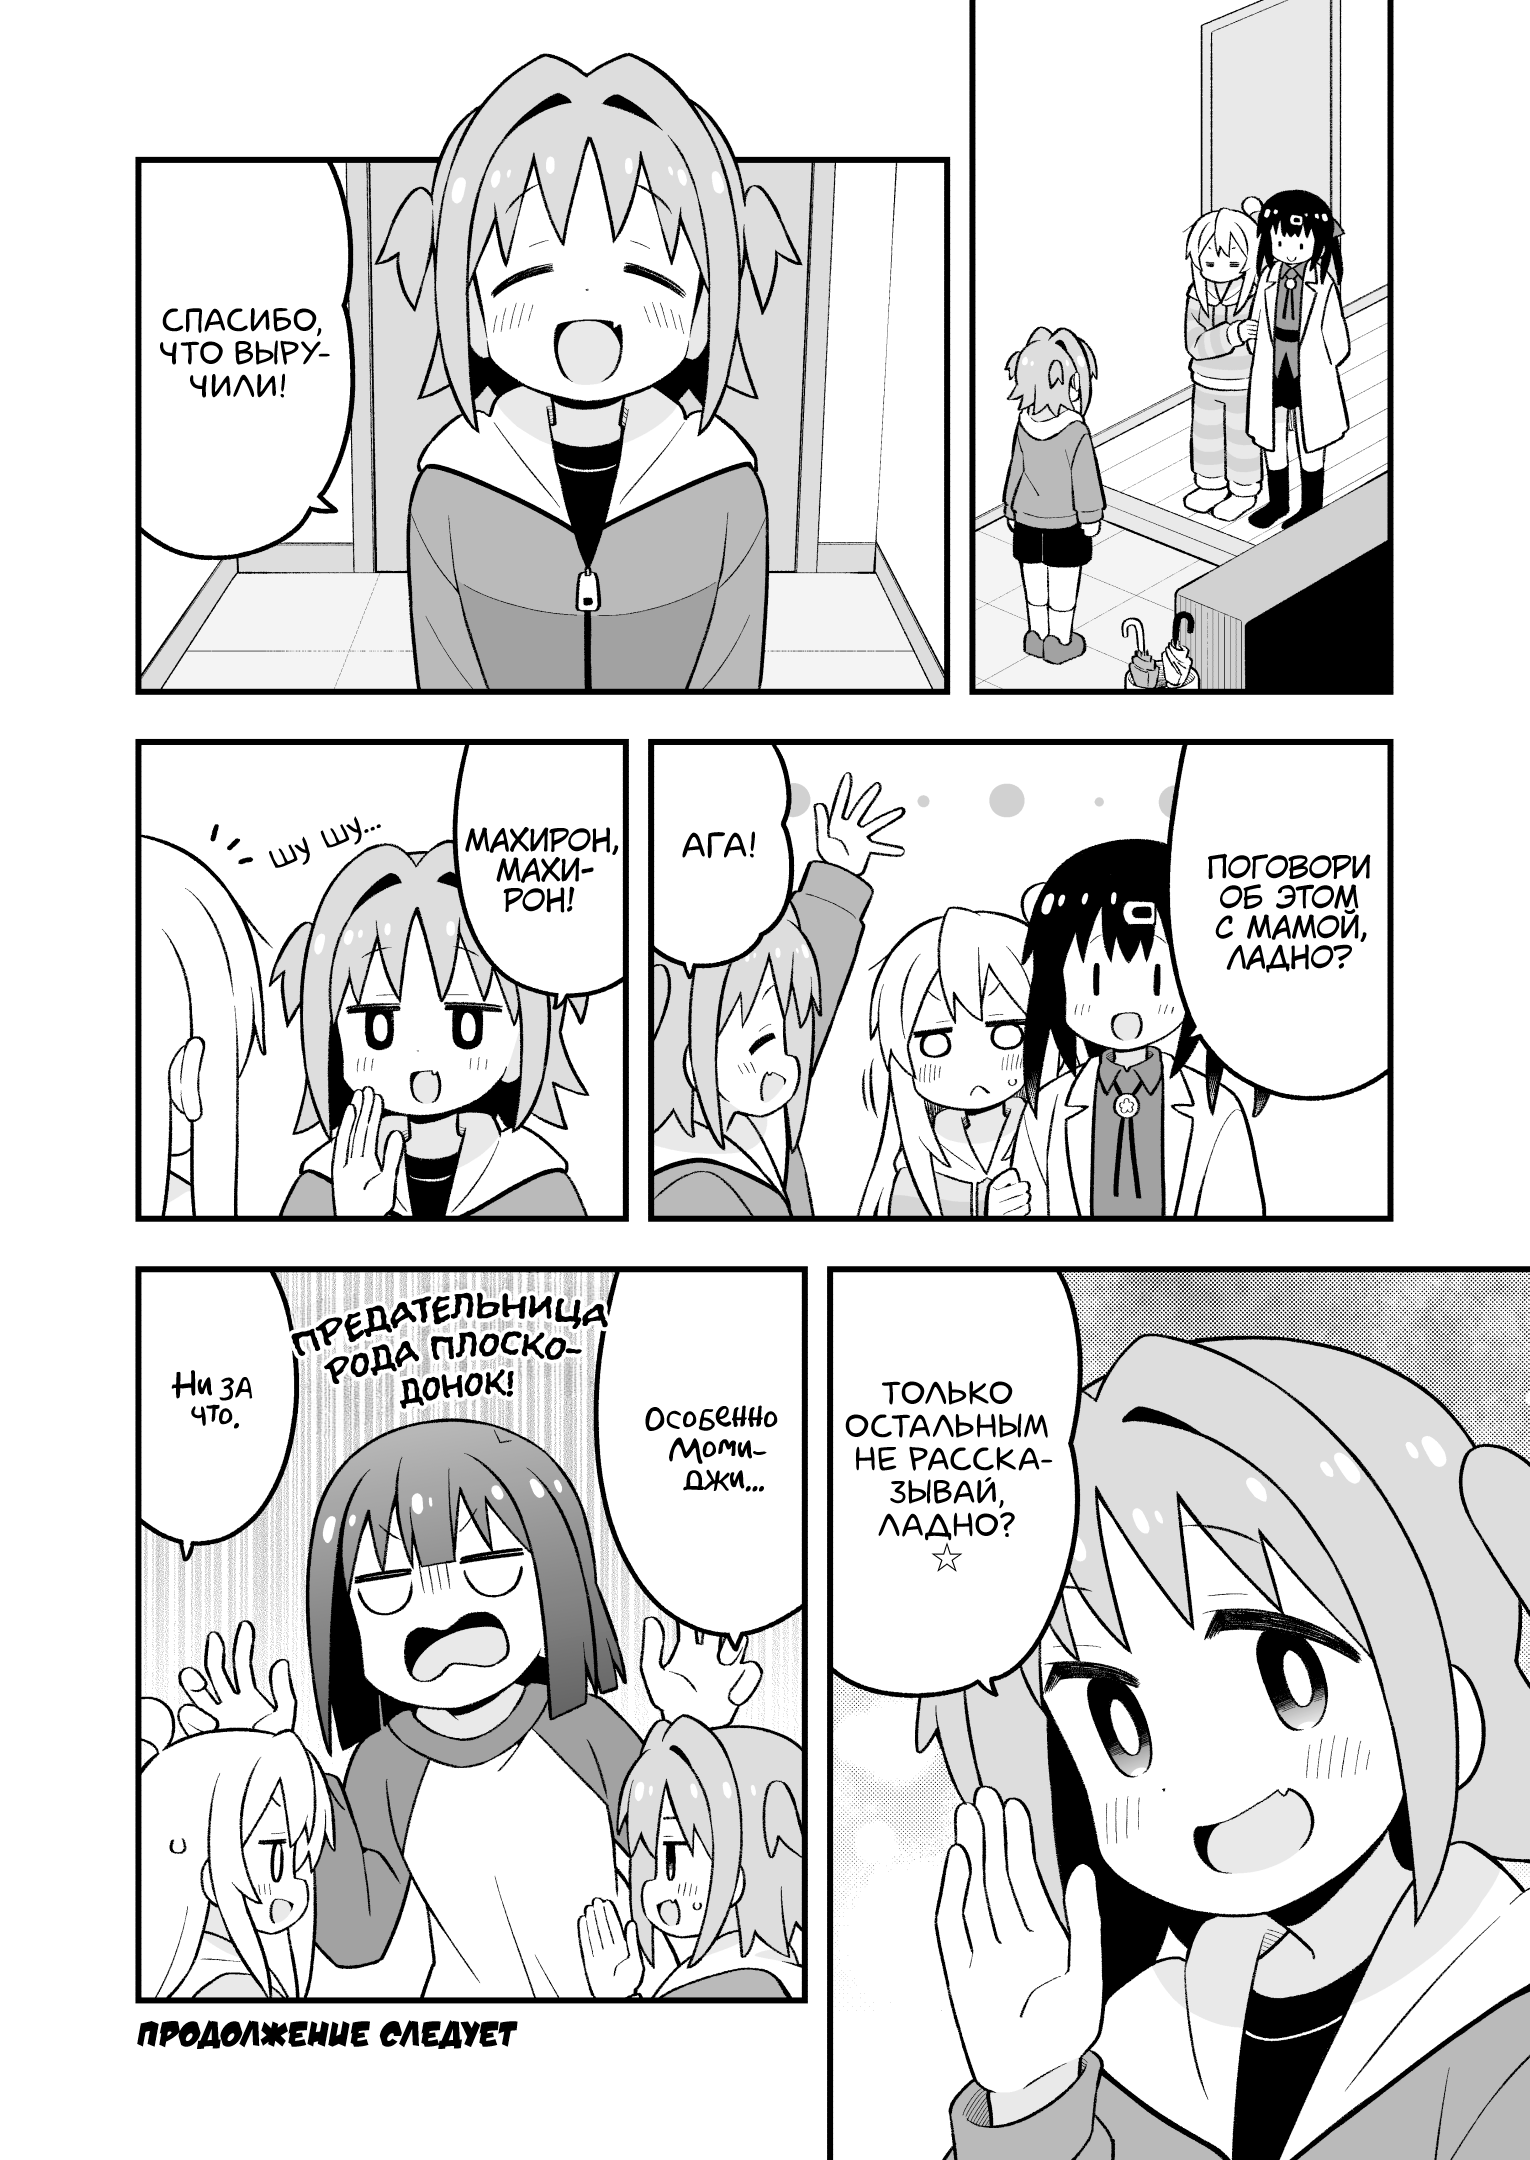 СПАСИБО,
ЧТО ВЫРУ-
ЧИЛИ!
ПОГОВОРИ
ОБ ЭТОМ
С МАМОЙ,
ЛАДНО?
АГА!
МАХИРОН,
МАХИ-
РОН!
ШУ ШУ...
ТОЛЬКО
ОСТАЛЬНЫМ
НЕ РАССКА-
ЗЫВАЙ,
ЛАДНО?
☆
ОСОБЕННО
МОМИ-
ДЖИ...
ПРЕДАТЕЛЬНИЦА
РОДА ПЛОСКО-
ДОНОК!
НИ ЗА
ЧТО.
ПРОДОЛЖЕНИЕ СЛЕДУЕТ